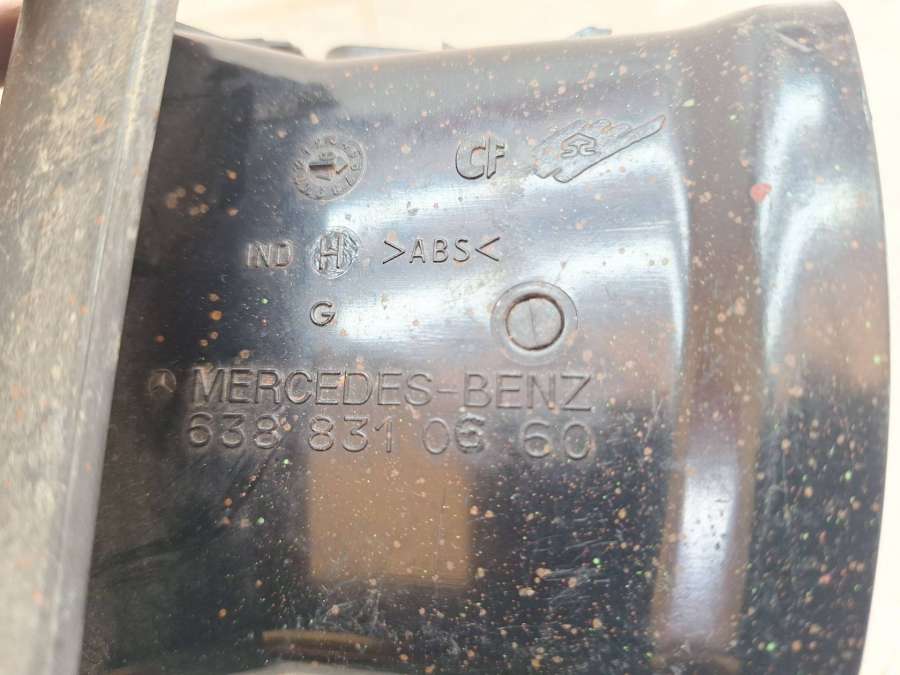 CF
IND H >ABS<
G
MERCEDES-BENZ
638 831 06 60